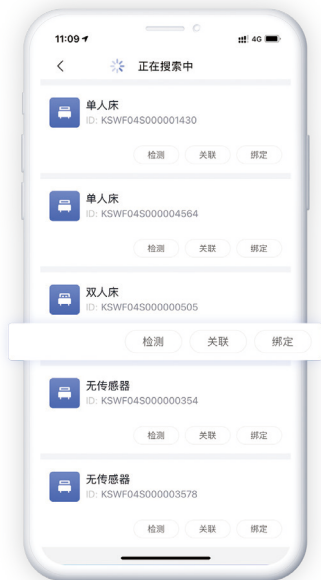 11:09
4G
正在搜索中
单人床
ID: KSWF04S000001430
检测 关联 绑定
单人床
ID: KSWF04S000004564
检测 关联 绑定
双人床
ID: KSWF04S000000505
检测 关联 绑定
无传感器
ID: KSWF04S000000354
检测 关联 绑定
无传感器
ID: KSWF04S000003578
检测 关联 绑定